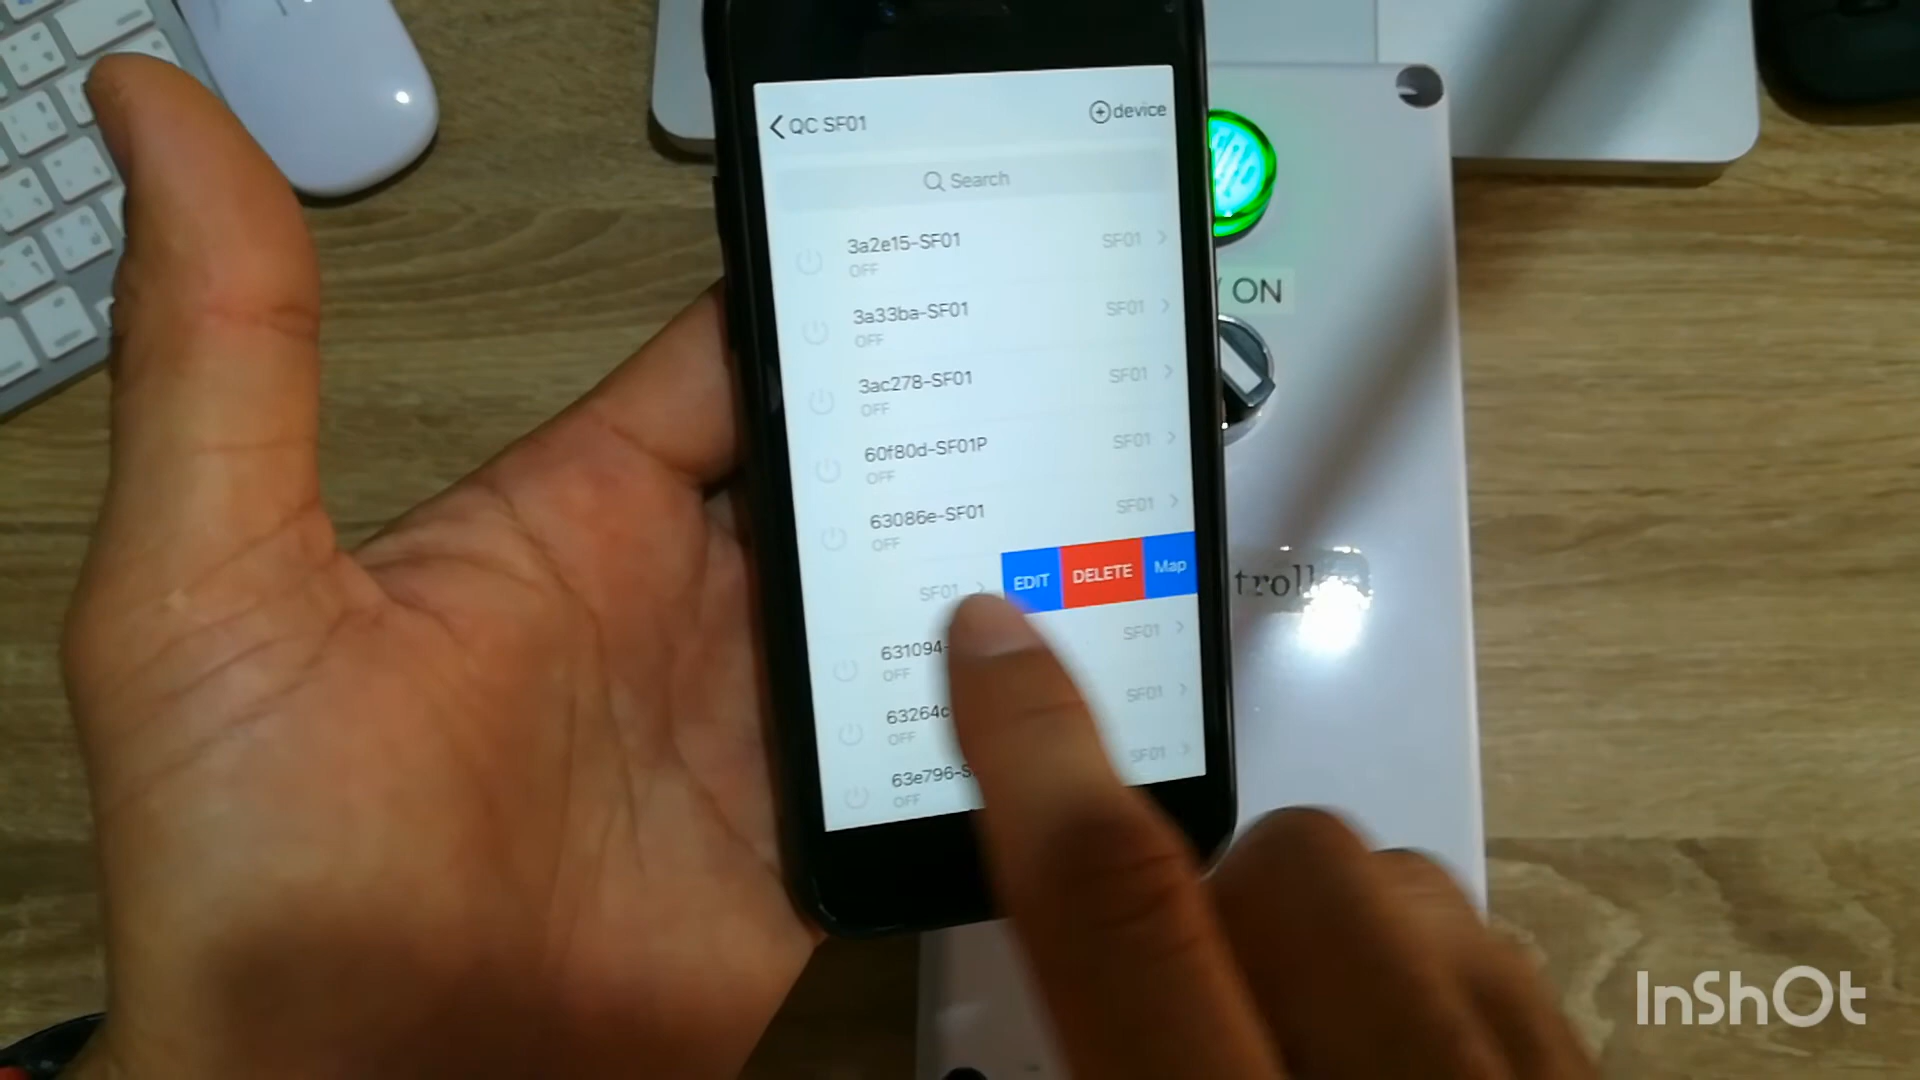 QC SF01
device
Search
3a2e15-SF01
SF01
OFF
3a33ba-SF01
SF01
OFF
3ac278-SF01
SF01
OFF
60f80d-SF01P
SF01
OFF
63086e-SF01
SF01
OFF
SF01
EDIT
DELETE
Map
631094-
SF01
OFF
63264c
SF01
OFF
63e796-S
SF01
OFF
ON
troll
InShOt